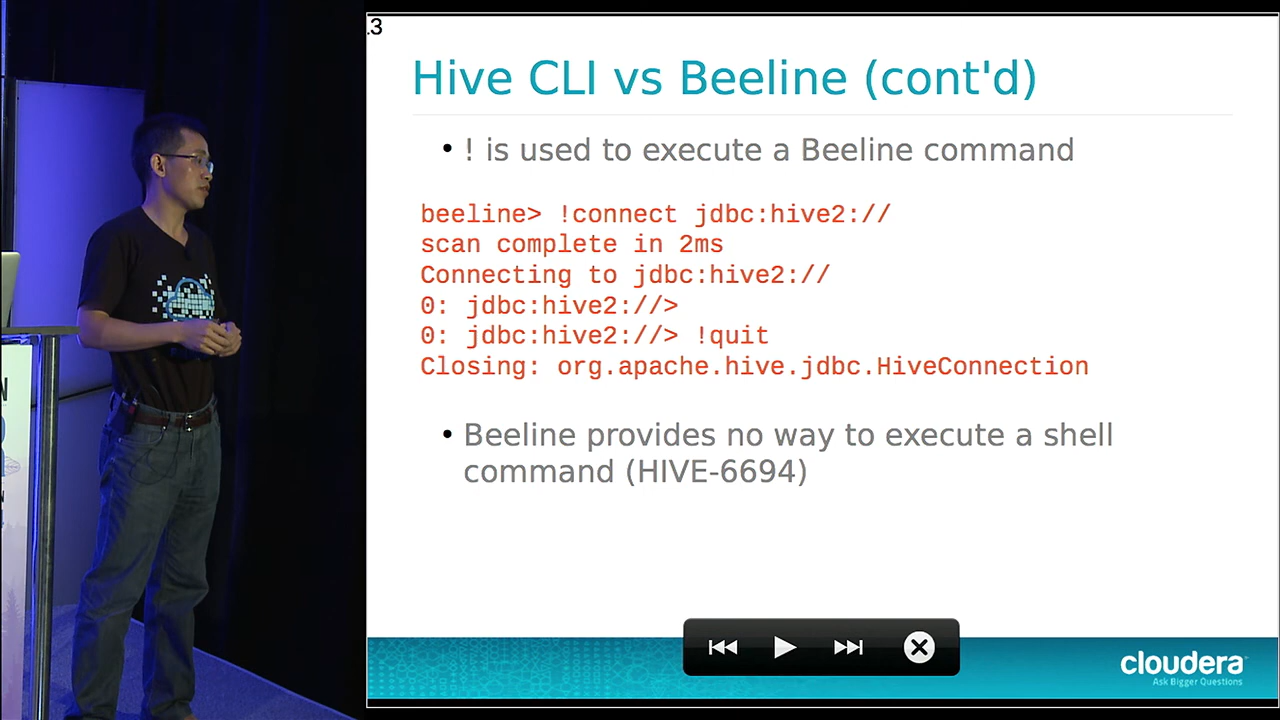 .3
Hive CLI vs Beeline (cont'd)
• ! is used to execute a Beeline command
beeline> !connect jdbc:hive2://
scan complete in 2ms
Connecting to jdbc:hive2://
0: jdbc:hive2://>
0: jdbc:hive2://> !quit
Closing: org.apache.hive.jdbc.HiveConnection
• Beeline provides no way to execute a shell
command (HIVE-6694)
cloudera
Ask Bigger Questions